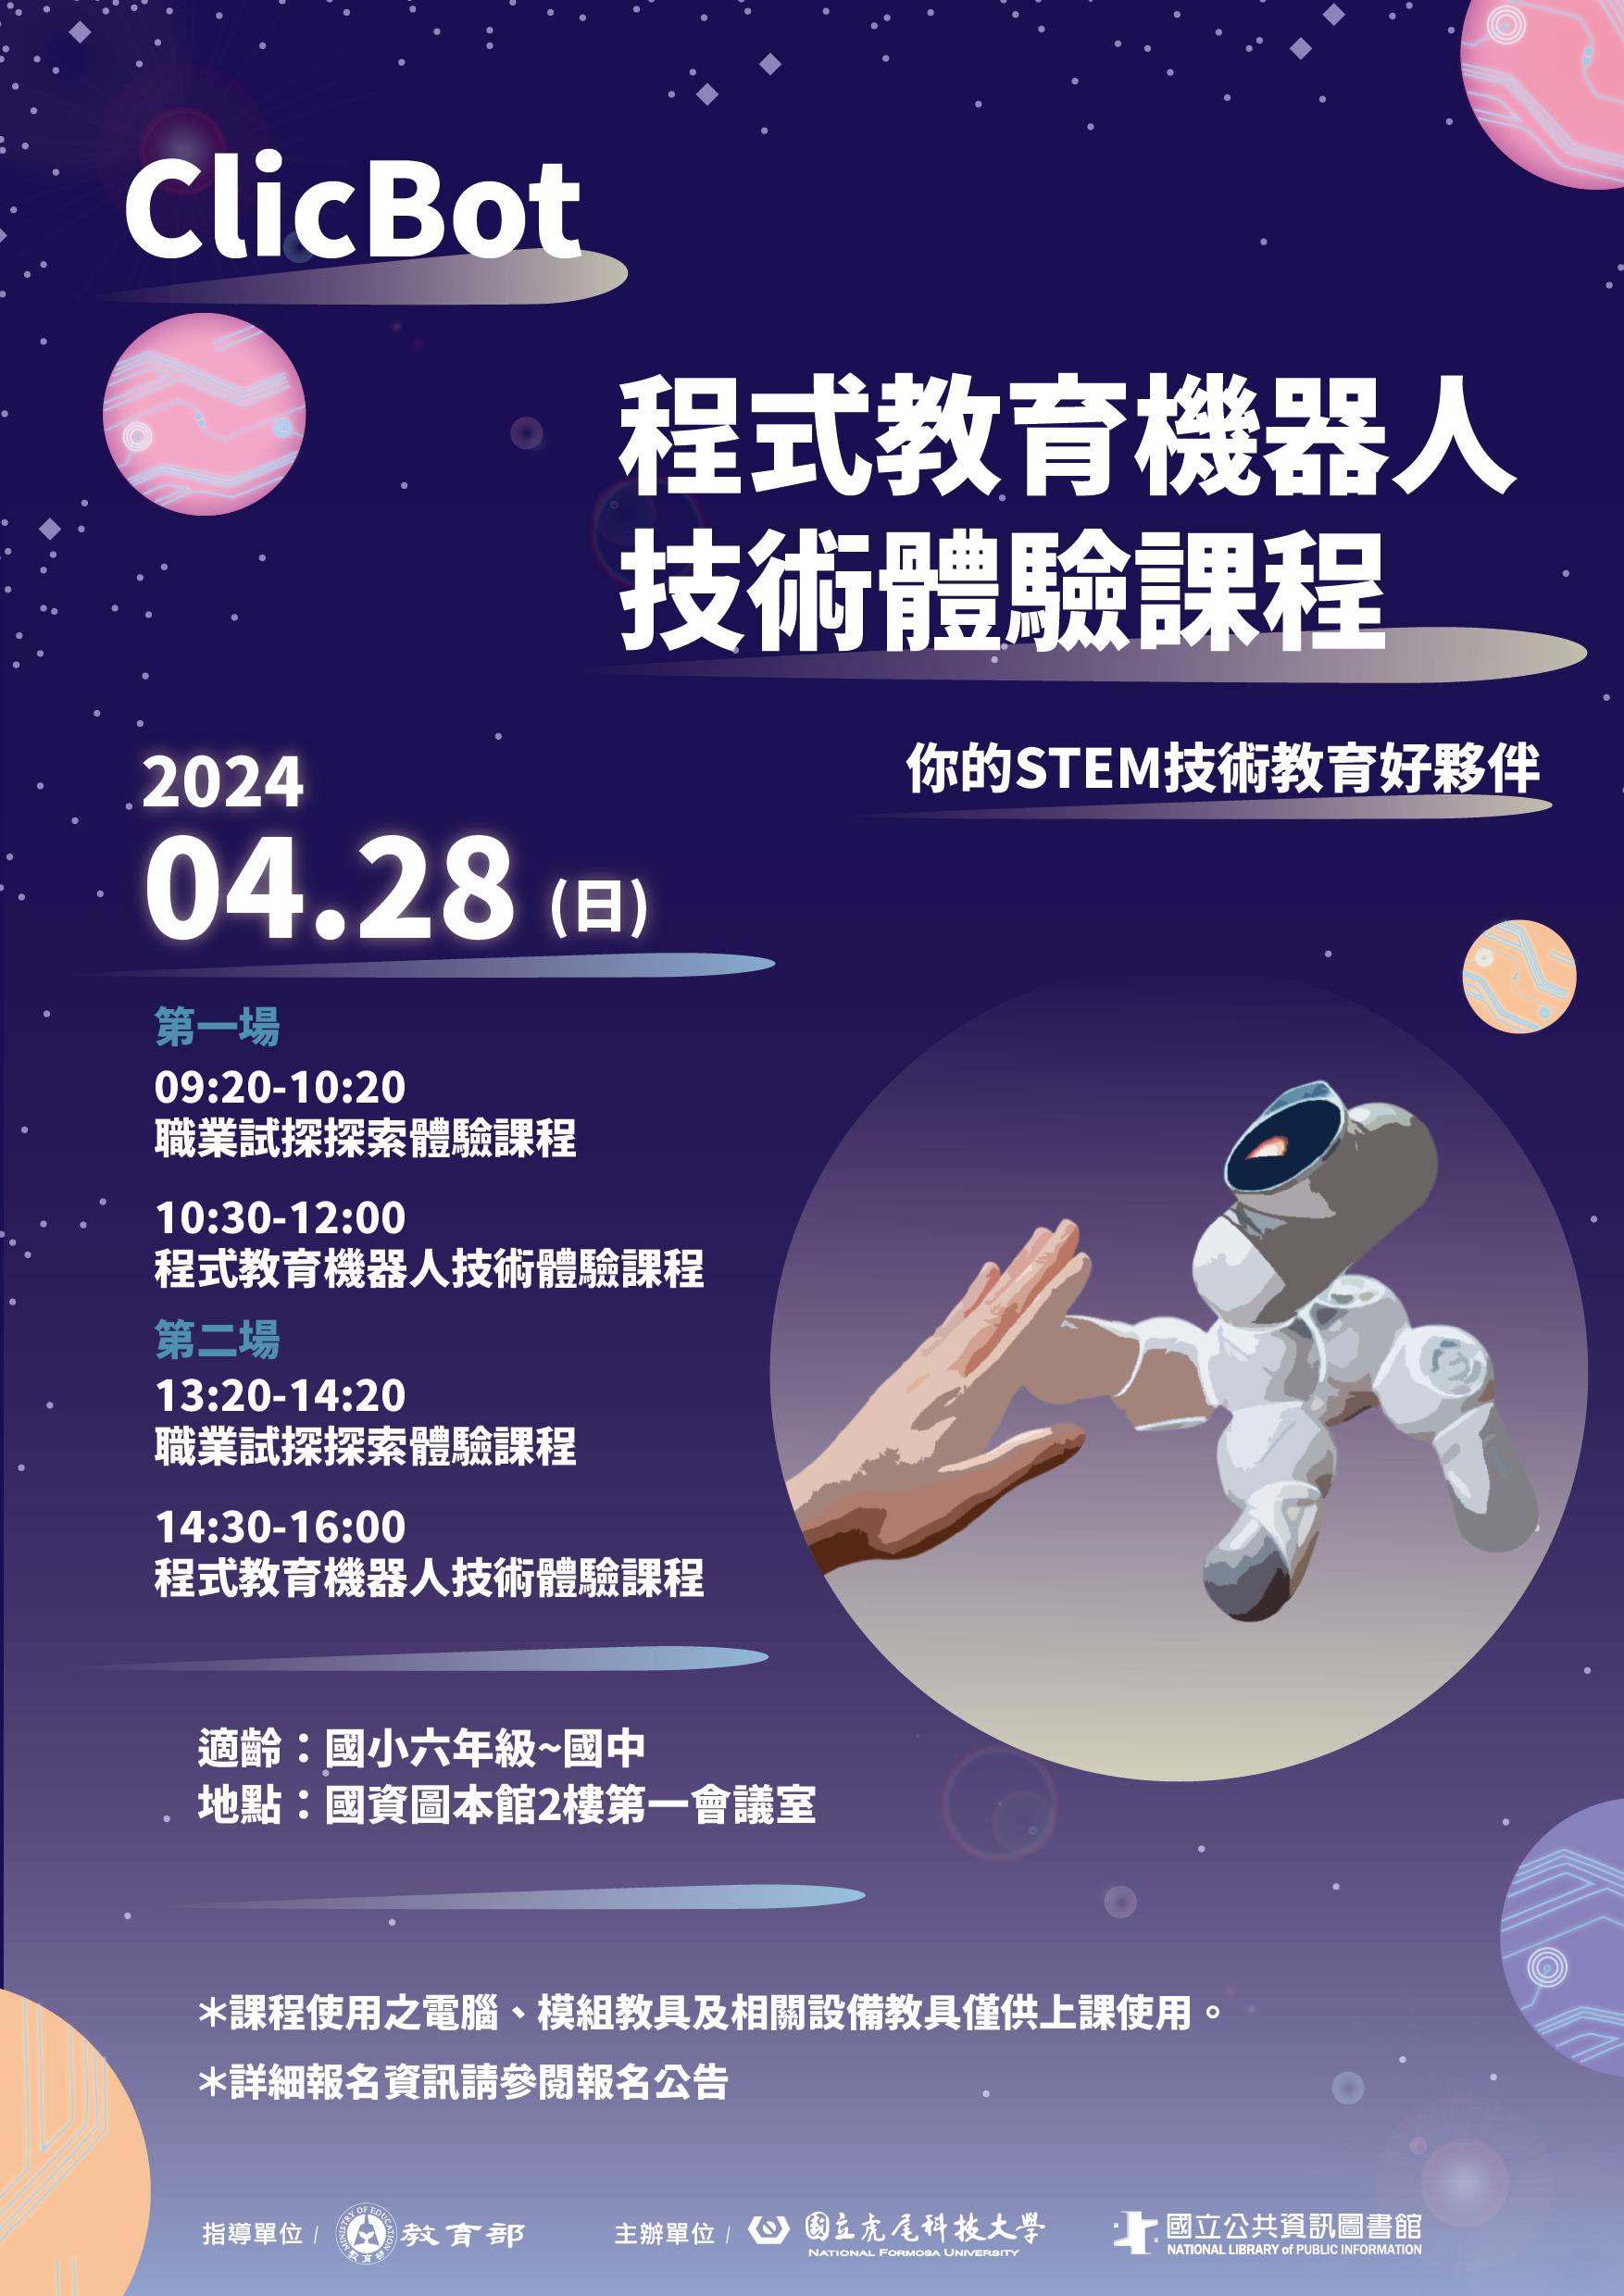 ClicBot
程式教育機器人
技術體驗課程
你的STEM技術教育好夥伴
2024
04.28 (日)
第一場
09:20-10:20
職業試探探索體驗課程
10:30-12:00
程式教育機器人技術體驗課程
第二場
13:20-14:20
職業試探探索體驗課程
14:30-16:00
程式教育機器人技術體驗課程
適齡：國小六年級~國中
地點：國資圖本館2樓第一會議室
＊課程使用之電腦、模組教具及相關設備教具僅供上課使用。
＊詳細報名資訊請參閱報名公告
指導單位 / MINISTRY OF EDUCATION 教育部 教育部
主辦單位 / 國立虎尾科技大學
NATIONAL FORMOSA UNIVERSITY
國立公共資訊圖書館
NATIONAL LIBRARY of PUBLIC INFORMATION